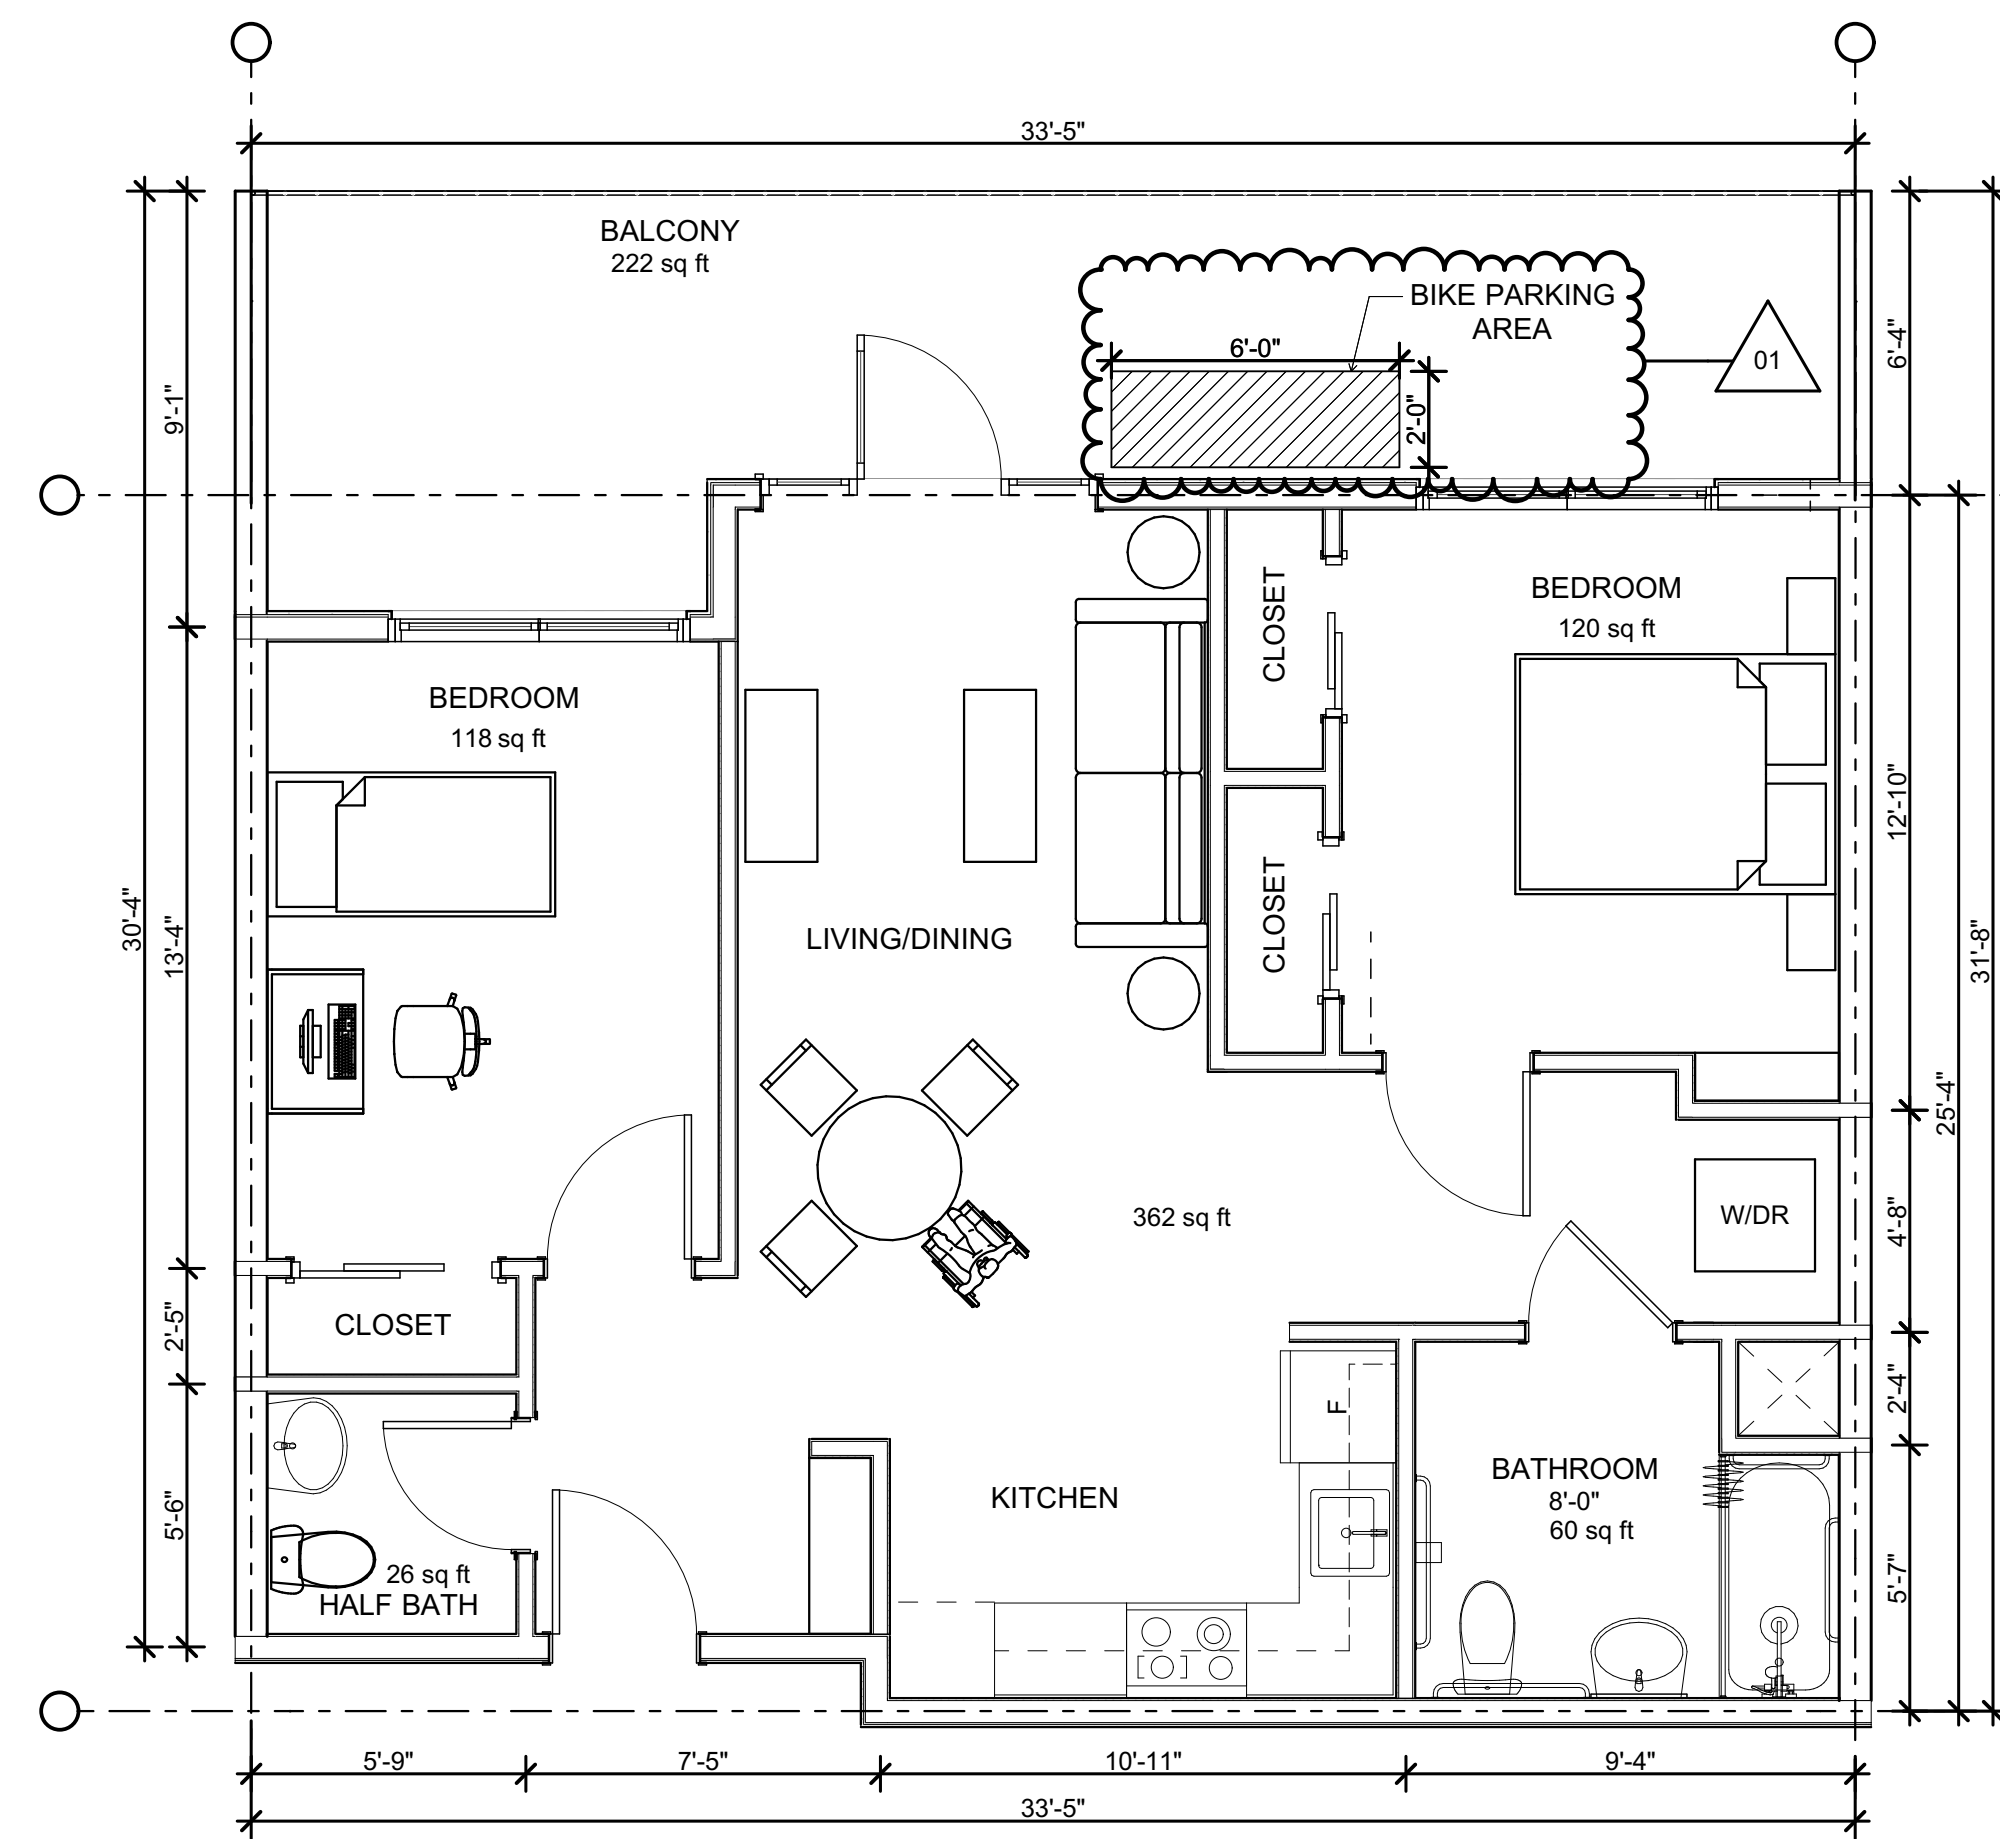 33'-5"
BALCONY
222 sq ft
BIKE PARKING
AREA
6'-0"
2'-0"
01
6'-4"
9'-1"
BEDROOM
118 sq ft
CLOSET
BEDROOM
120 sq ft
12'-10"
30'-4"
13'-4"
LIVING/DINING
CLOSET
31'-8"
25'-4"
362 sq ft
W/DR
4'-8"
2'-5"
CLOSET
2'-4"
F
KITCHEN
BATHROOM
8'-0"
60 sq ft
5'-6"
26 sq ft
HALF BATH
5'-7"
5'-9"
7'-5"
10'-11"
9'-4"
33'-5"